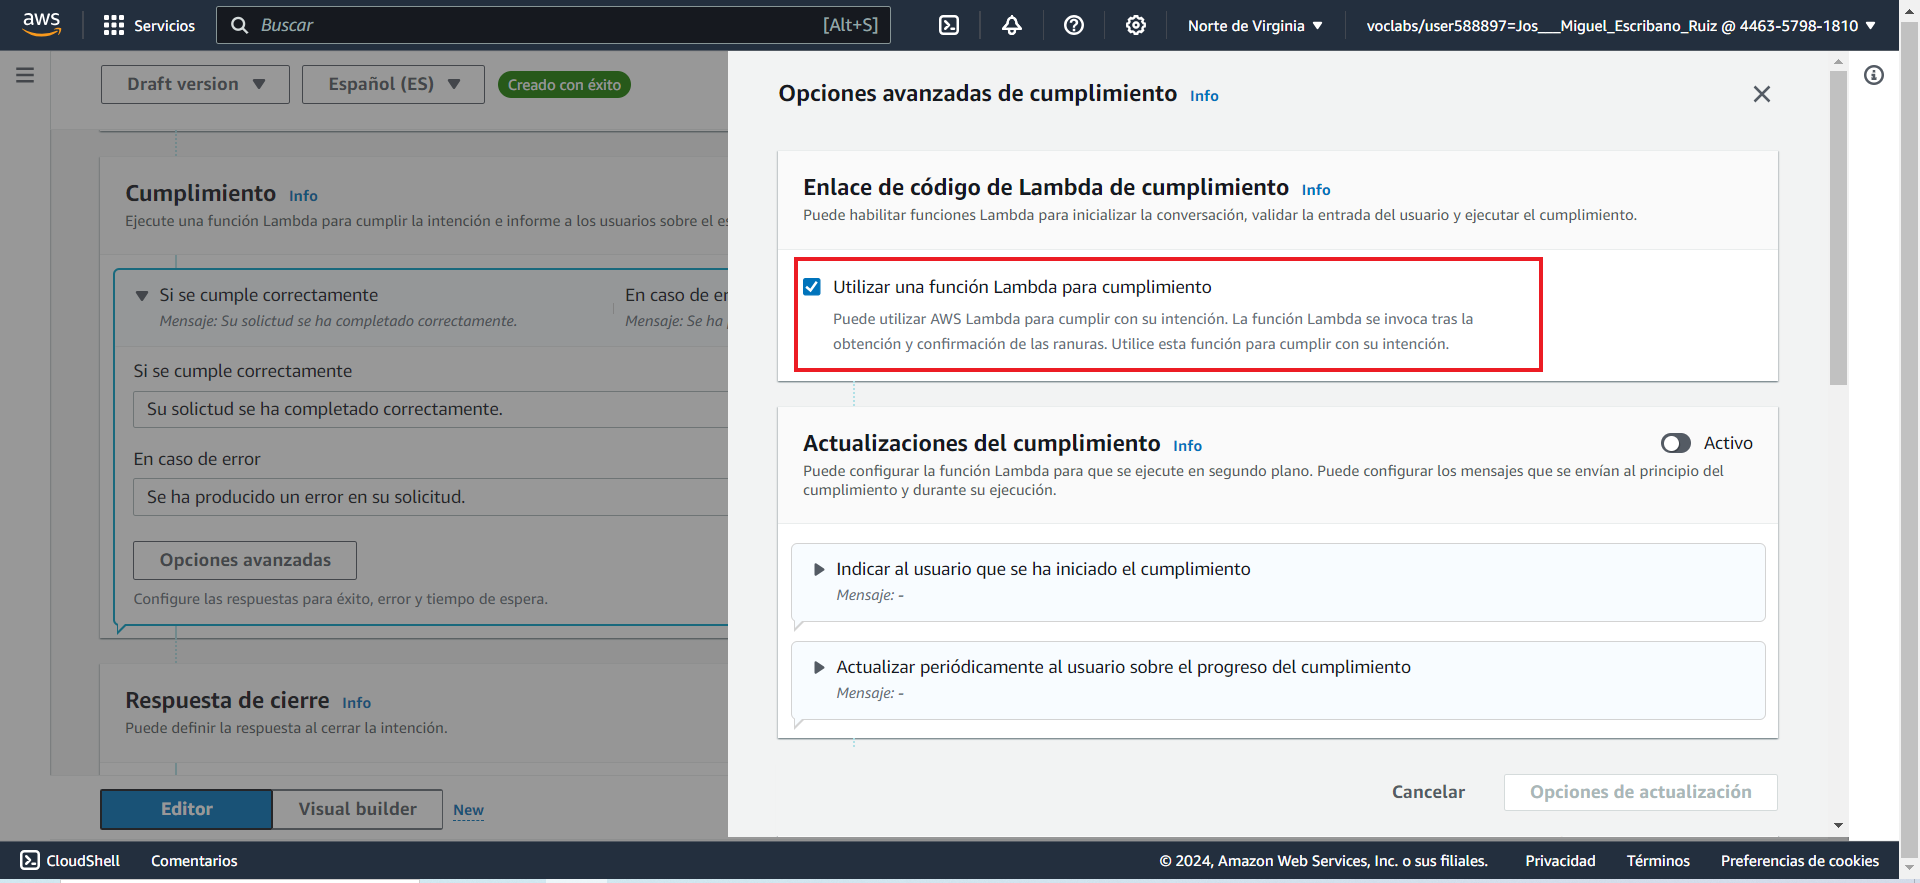 aws
Servicios
Buscar
[Alt+S]
Norte de Virginia
voclabs/user588897=Jos___Miguel_Escribano_Ruiz @ 4463-5798-1810
Draft version
Español (ES)
Creado con éxito
Cumplimiento Info
Ejecute una función Lambda para cumplir la intención e informe a los usuarios sobre el es
Si se cumple correctamente
Mensaje: Su solictud se ha completado correctamente.
En caso de er
Mensaje: Se ha
Si se cumple correctamente
Su solictud se ha completado correctamente.
En caso de error
Se ha producido un error en su solicitud.
Opciones avanzadas
Configure las respuestas para éxito, error y tiempo de espera.
Respuesta de cierre Info
Puede definir la respuesta al cerrar la intención.
Editor
Visual builder
New
Opciones avanzadas de cumplimiento Info
Enlace de código de Lambda de cumplimiento Info
Puede habilitar funciones Lambda para inicializar la conversación, validar la entrada del usuario y ejecutar el cumplimiento.
Utilizar una función Lambda para cumplimiento
Puede utilizar AWS Lambda para cumplir con su intención. La función Lambda se invoca tras la
obtención y confirmación de las ranuras. Utilice esta función para cumplir con su intención.
Actualizaciones del cumplimiento Info
Activo
Puede configurar la función Lambda para que se ejecute en segundo plano. Puede configurar los mensajes que se envían al principio del
cumplimiento y durante su ejecución.
Indicar al usuario que se ha iniciado el cumplimiento
Mensaje: -
Actualizar periódicamente al usuario sobre el progreso del cumplimiento
Mensaje: -
Cancelar
Opciones de actualización
CloudShell
Comentarios
© 2024, Amazon Web Services, Inc. o sus filiales.
Privacidad
Términos
Preferencias de cookies